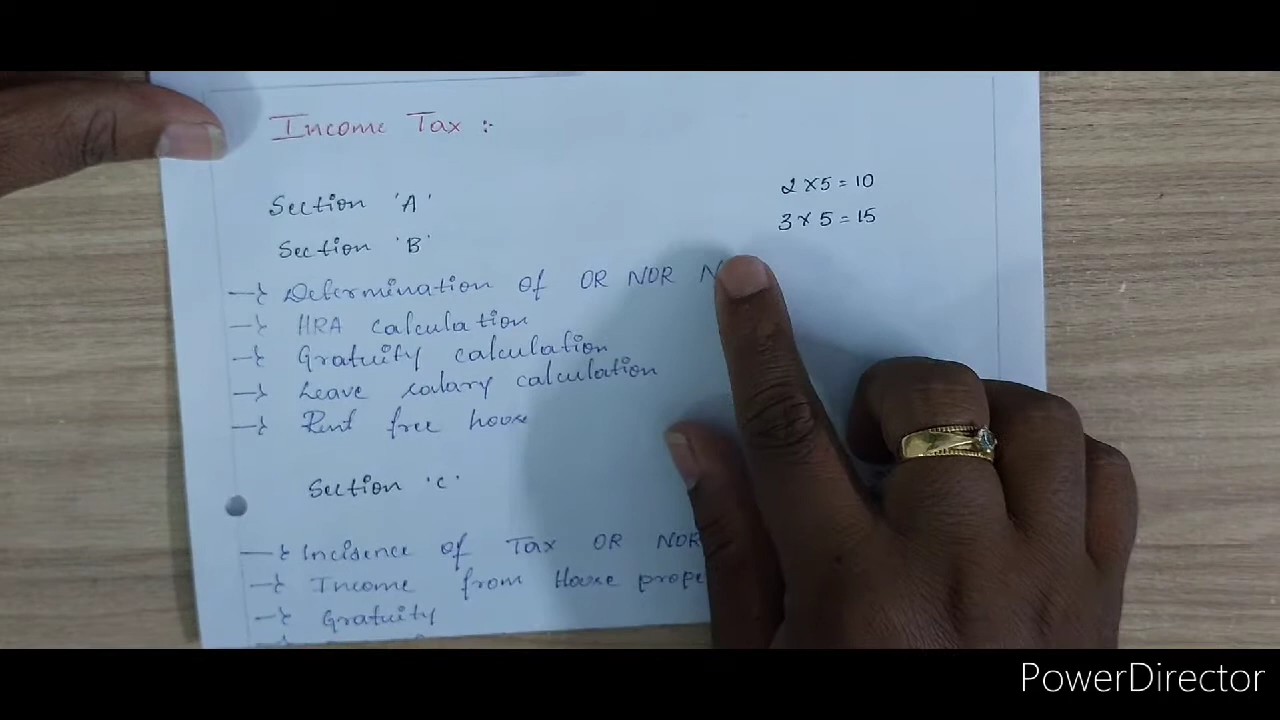 Income Tax :
Section 'A'
2 × 5 = 10
Section 'B'
3 × 5 = 15
Determination of OR NOR
HRA calculation
Gratuity calculation
Leave salary calculation
Rent free house
Section 'C'
Incisence of Tax OR NOR
Income from House
Gratuity
PowerDirector